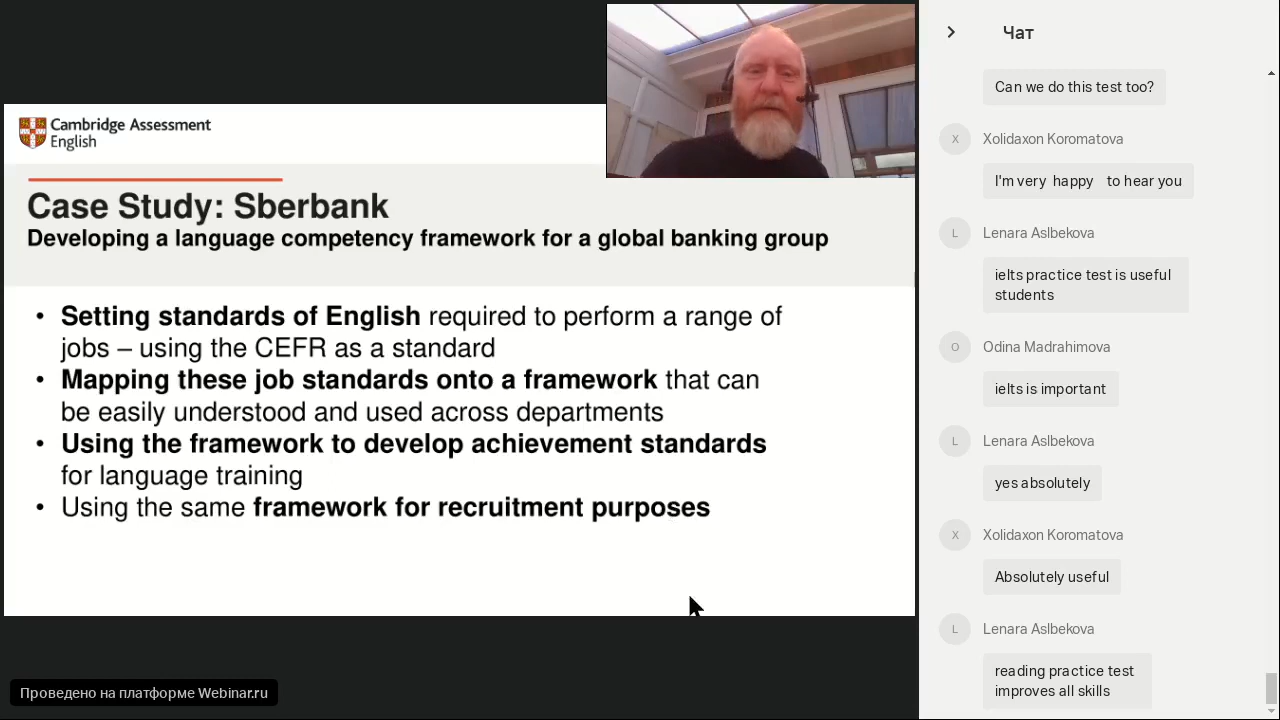 Cambridge Assessment
English
Case Study: Sberbank
Developing a language competency framework for a global banking group
• Setting standards of English required to perform a range of
jobs – using the CEFR as a standard
• Mapping these job standards onto a framework that can
be easily understood and used across departments
• Using the framework to develop achievement standards
for language training
• Using the same framework for recruitment purposes
Проведено на платформе Webinar.ru
Чат
Can we do this test too?
X
Xolidaxon Koromatova
I'm very happy to hear you
L
Lenara Aslbekova
ielts practice test is useful
students
O
Odina Madrahimova
ielts is important
L
Lenara Aslbekova
yes absolutely
X
Xolidaxon Koromatova
Absolutely useful
L
Lenara Aslbekova
reading practice test
improves all skills